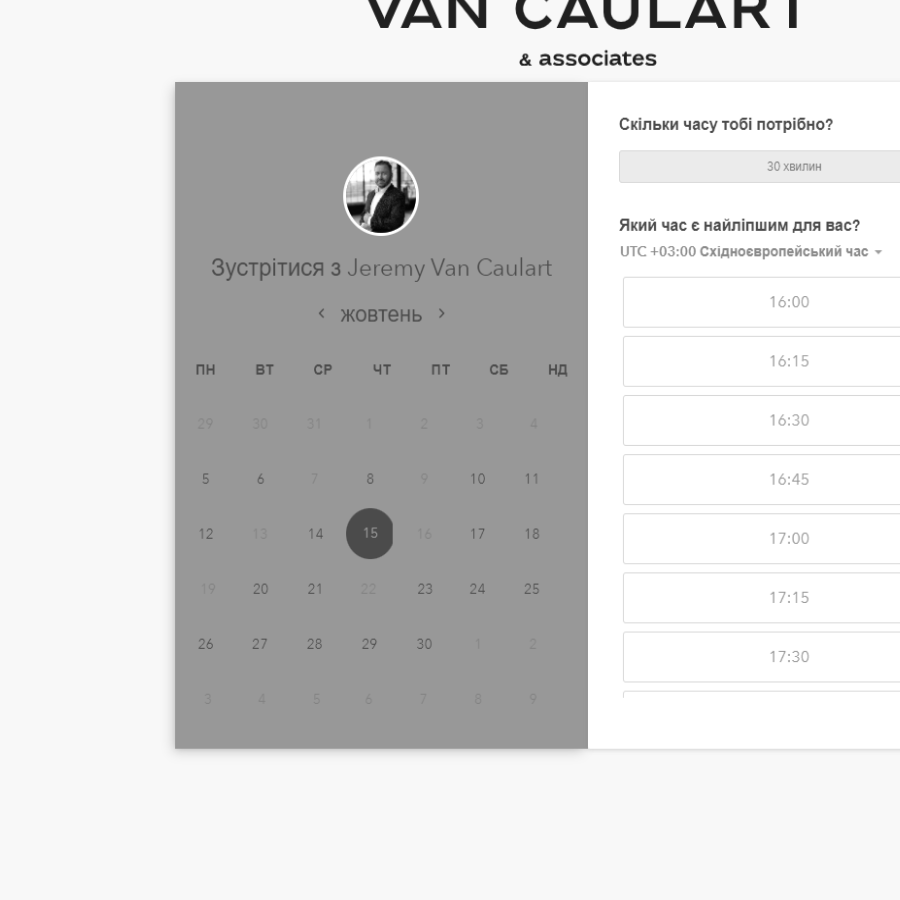 VAN CAULART
& associates
Зустрітися з Jeremy Van Caulart
‹ жовтень ›
ПН ВТ СР ЧТ ПТ СБ НД
29 30 31 1 2 3 4
5 6 7 8 9 10 11
12 13 14 15 16 17 18
19 20 21 22 23 24 25
26 27 28 29 30 1 2
3 4 5 6 7 8 9
Скільки часу тобі потрібно?
30 хвилин
Який час є найліпшим для вас?
UTC +03:00 Східноєвропейський час
16:00
16:15
16:30
16:45
17:00
17:15
17:30